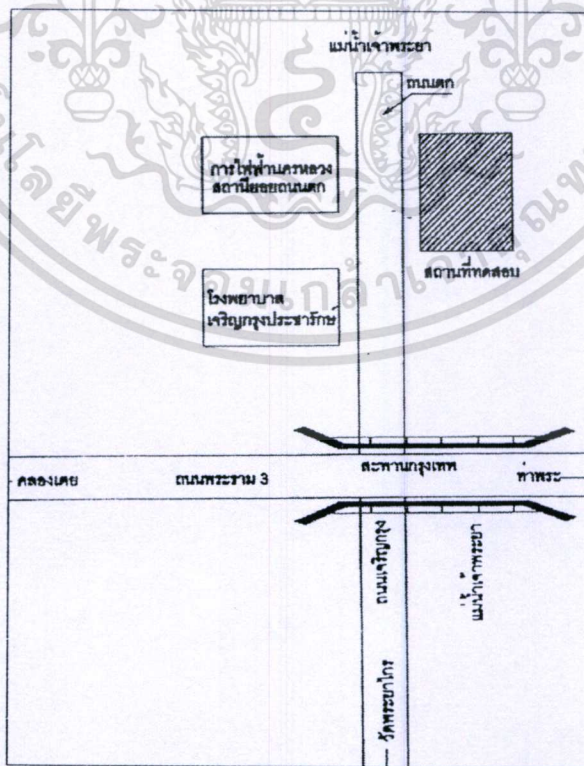 แม่น้ำเจ้าพระยา
ถนนตก
การไฟฟ้านครหลวง
สถานีย่อยถนนตก
สถานที่ทดสอบ
โรงพยาบาล
เจริญกรุงประชารักษ์
สะพานกรุงเทพ
คลองเตย
ถนนพระราม 3
ท่าพระ
ถนนเจริญกรุง
แม่น้ำเจ้าพระยา
วัดพระยาไกร